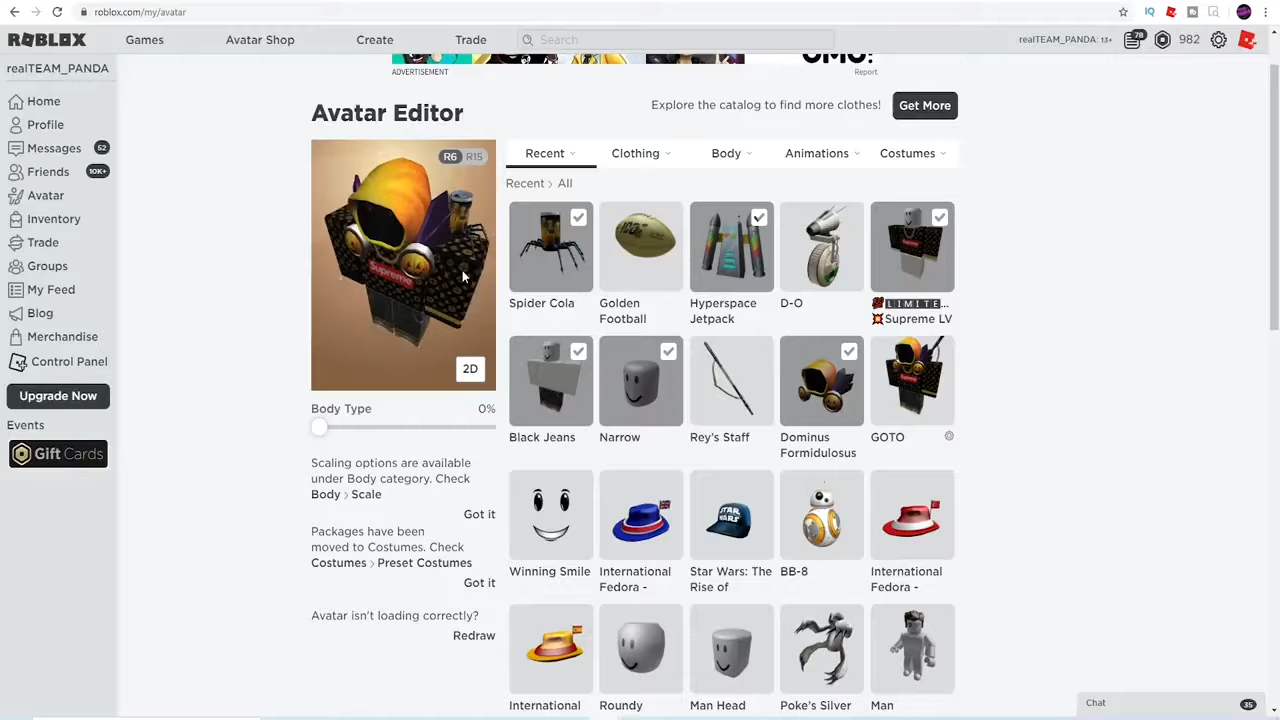 roblox.com/my/avatar
ROBLOX
Games
Avatar Shop
Create
Trade
Search
realTEAM_PANDA: 13+
78
982
realTEAM_PANDA
Home
Profile
Messages
52
Friends
10K+
Avatar
Inventory
Trade
Groups
My Feed
Blog
Merchandise
Control Panel
Upgrade Now
Events
Gift Cards
ADVERTISEMENT
Report
Avatar Editor
Explore the catalog to find more clothes!
Get More
R6 R15
Supreme
2D
Body Type
0%
Scaling options are available
under Body category. Check
Body > Scale
Got it
Packages have been
moved to Costumes. Check
Costumes > Preset Costumes
Got it
Avatar isn't loading correctly?
Redraw
Recent
Clothing
Body
Animations
Costumes
Recent > All
Spider Cola
100
Golden
Football
Hyperspace
Jetpack
D-O
💥🅻🅸🅼🅸🆃🅴...
💥Supreme LV
Black Jeans
Narrow
Rey's Staff
Dominus
Formidulosus
GOTO
Winning Smile
International
Fedora -
STAR WARS
Star Wars: The
Rise of
BB-8
International
Fedora -
International
Roundy
Man Head
Poke's Silver
Man
Chat
35